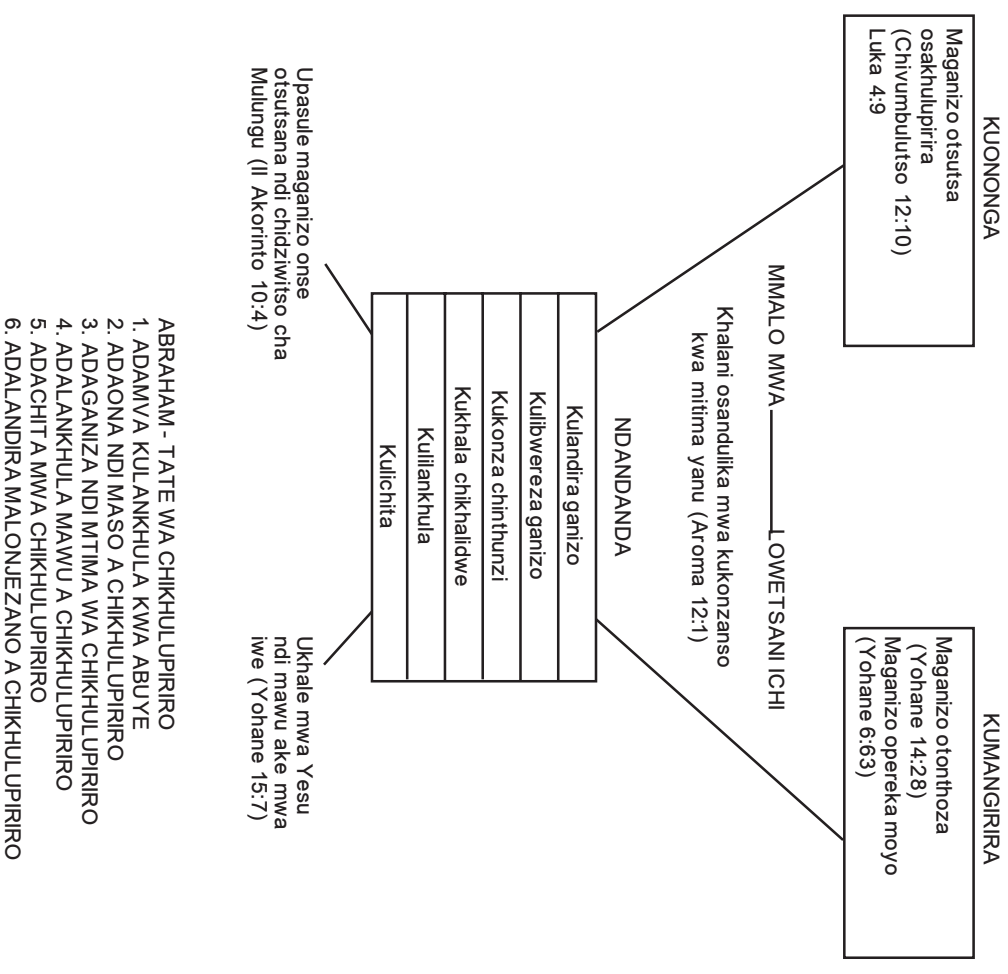 KUONONGA
Maganizo otsutsa
osakhulupirira
(Chivumbulutso 12:10)
Luka 4:9
KUMANGIRIRA
Maganizo otonthoza
(Yohane 14:28)
Maganizo opereka moyo
(Yohane 6:63)
MMALO MWA LOWETSANI ICHI
Khalani osandulika mwa kukonzanso
kwa mitima yanu (Aroma 12:1)
NDANDANDA
Kulandira ganizo
Kulibwereza ganizo
Kukonza chinthunzi
Kukhala chikhalidwe
Kulilankhula
Kulichita
Upasule maganizo onse
otsutsana ndi chidziwitso cha
Mulungu (II Akorinto 10:4)
Ukhale mwa Yesu
ndi mawu ake mwa
iwe (Yohane 15:7)
ABRAHAM - TATE WA CHIKHULUPIRIRO
1. ADAMVA KULANKHULA KWA ABUYE
2. ADAONA NDI MASO A CHIKHULUPIRIRO
3. ADAGANIZA NDI MTIMA WA CHIKHULUPIRIRO
4. ADALANKHULA MAWU A CHIKHULUPIRIRO
5. ADACHITA MWA CHIKHULUPIRIRO
6. ADALANDIRA MALONJEZANO A CHIKHULUPIRIRO